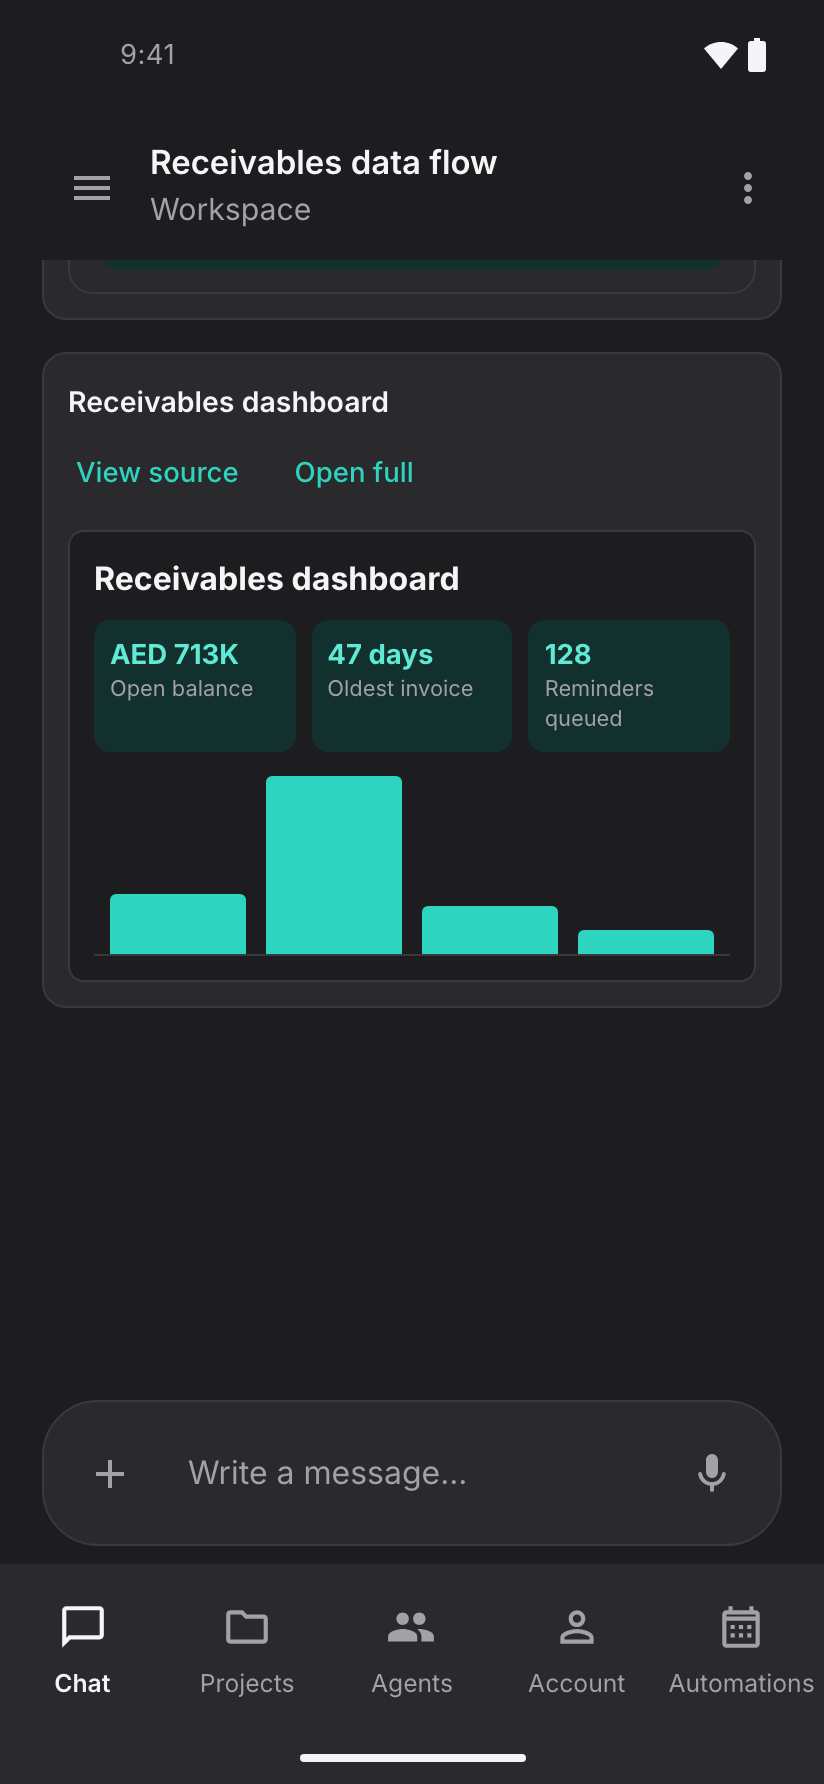 9:41
Receivables data flow
Workspace
Receivables dashboard
View source Open full
Receivables dashboard
AED 713K
Open balance
47 days
Oldest invoice
128
Reminders
queued
Write a message...
Chat Projects Agents Account Automations